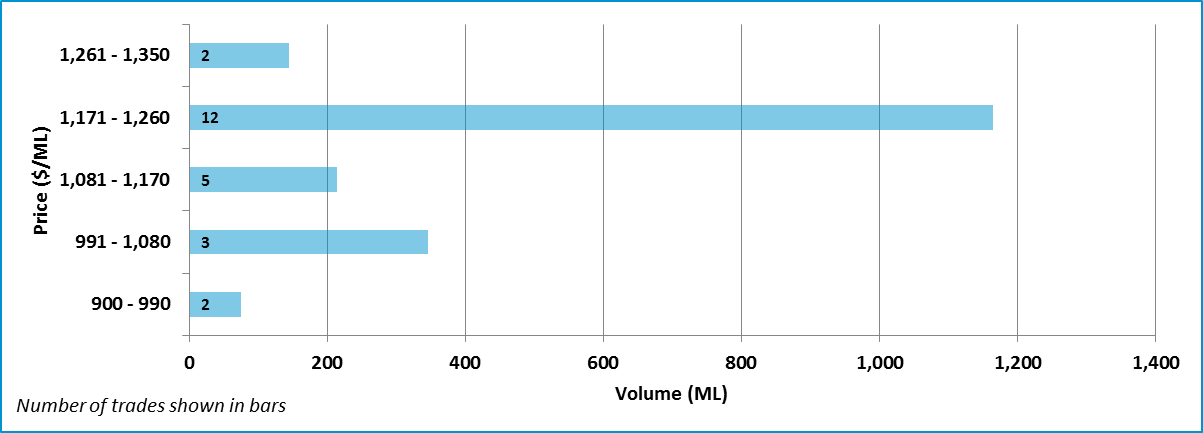 Price ($/ML)
1,261 - 1,350
2
1,171 - 1,260
12
1,081 - 1,170
5
991 - 1,080
3
900 - 990
2
0 200 400 600 800 1,000 1,200 1,400
Volume (ML)
Number of trades shown in bars